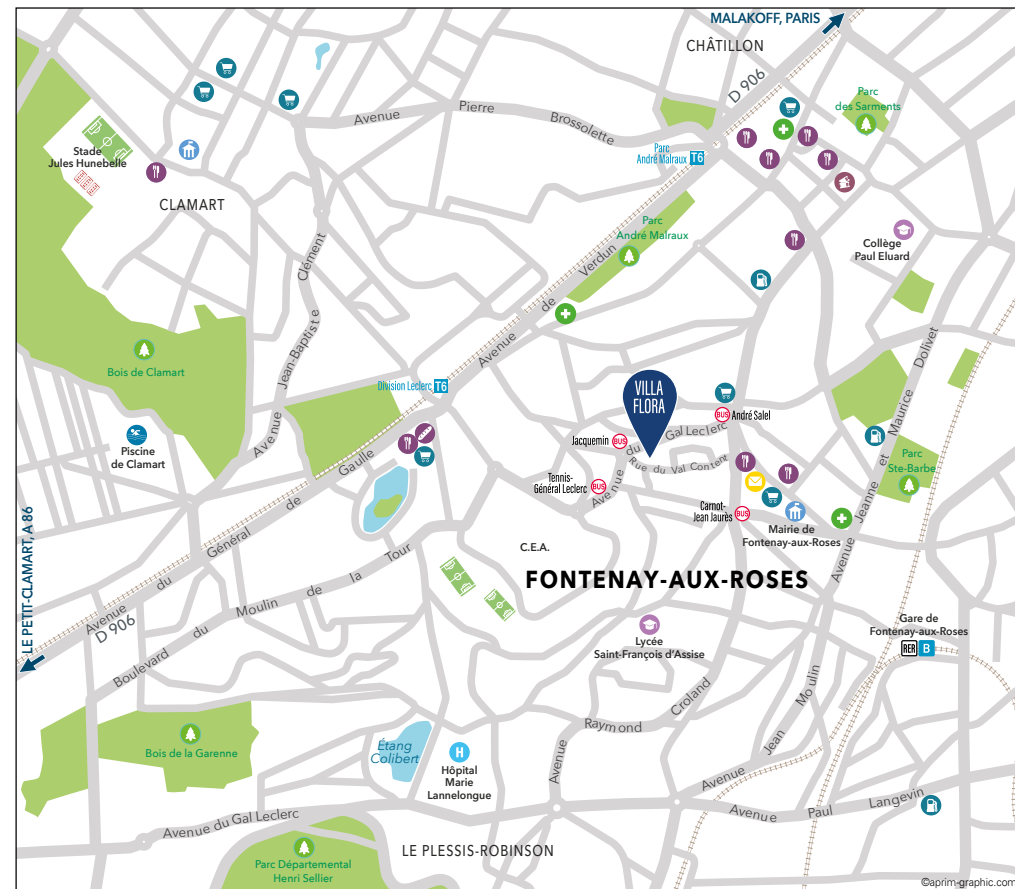 MALAKOFF, PARIS
CHÂTILLON
D 906
Parc
des Sarments
Avenue Pierre Brossolette
Parc
André Malraux
T6
Stade
Jules Hunebelle
CLAMART
Parc
André Malraux
Collège
Paul Eluard
Avenue Jean-Baptiste Clément
Avenue de Verdun
Bois de Clamart
Division Leclerc
T6
VILLA
FLORA
BUS
André Salel
Jacquemin
BUS
Avenue du Gal Leclerc
Rue du Val Content
Piscine
de Clamart
Tennis-
Général Leclerc
BUS
Carnot-
Jean Jaurès
BUS
Mairie de
Fontenay-aux-Roses
Parc
Ste-Barbe
Avenue Jeanne et Maurice Dolivet
LE PETIT-CLAMART, A 86
Avenue du Général de Gaulle
D 906
Boulevard du Moulin de la Tour
C.E.A.
FONTENAY-AUX-ROSES
Lycée
Saint-François d'Assise
Gare de
Fontenay-aux-Roses
RER
B
Bois de la Garenne
Étang
Colibert
H
Hôpital
Marie
Lannelongue
Avenue Raymond Croland
Avenue Jean Moulin
Avenue Paul Langevin
Avenue du Gal Leclerc
LE PLESSIS-ROBINSON
Parc Départemental
Henri Sellier
©aprim-graphic.com